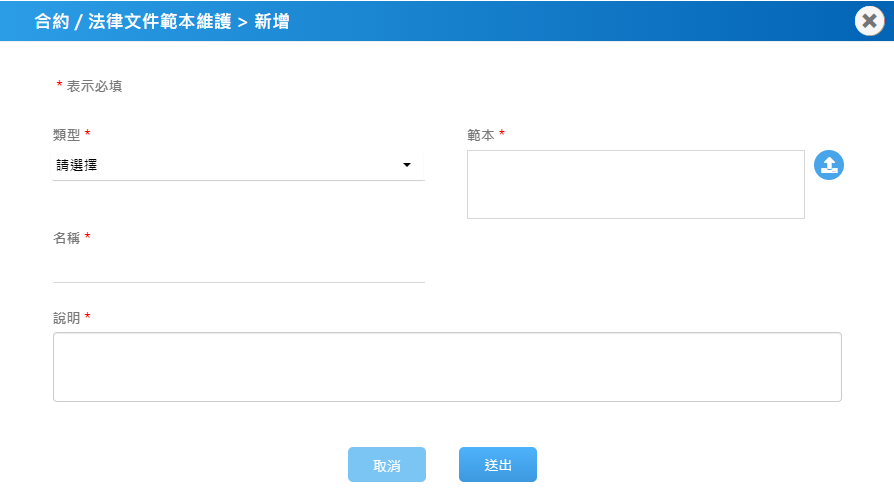 合約 / 法律文件範本維護 > 新增
* 表示必填
類型 *
請選擇
範本 *
名稱 *
說明 *
取消
送出